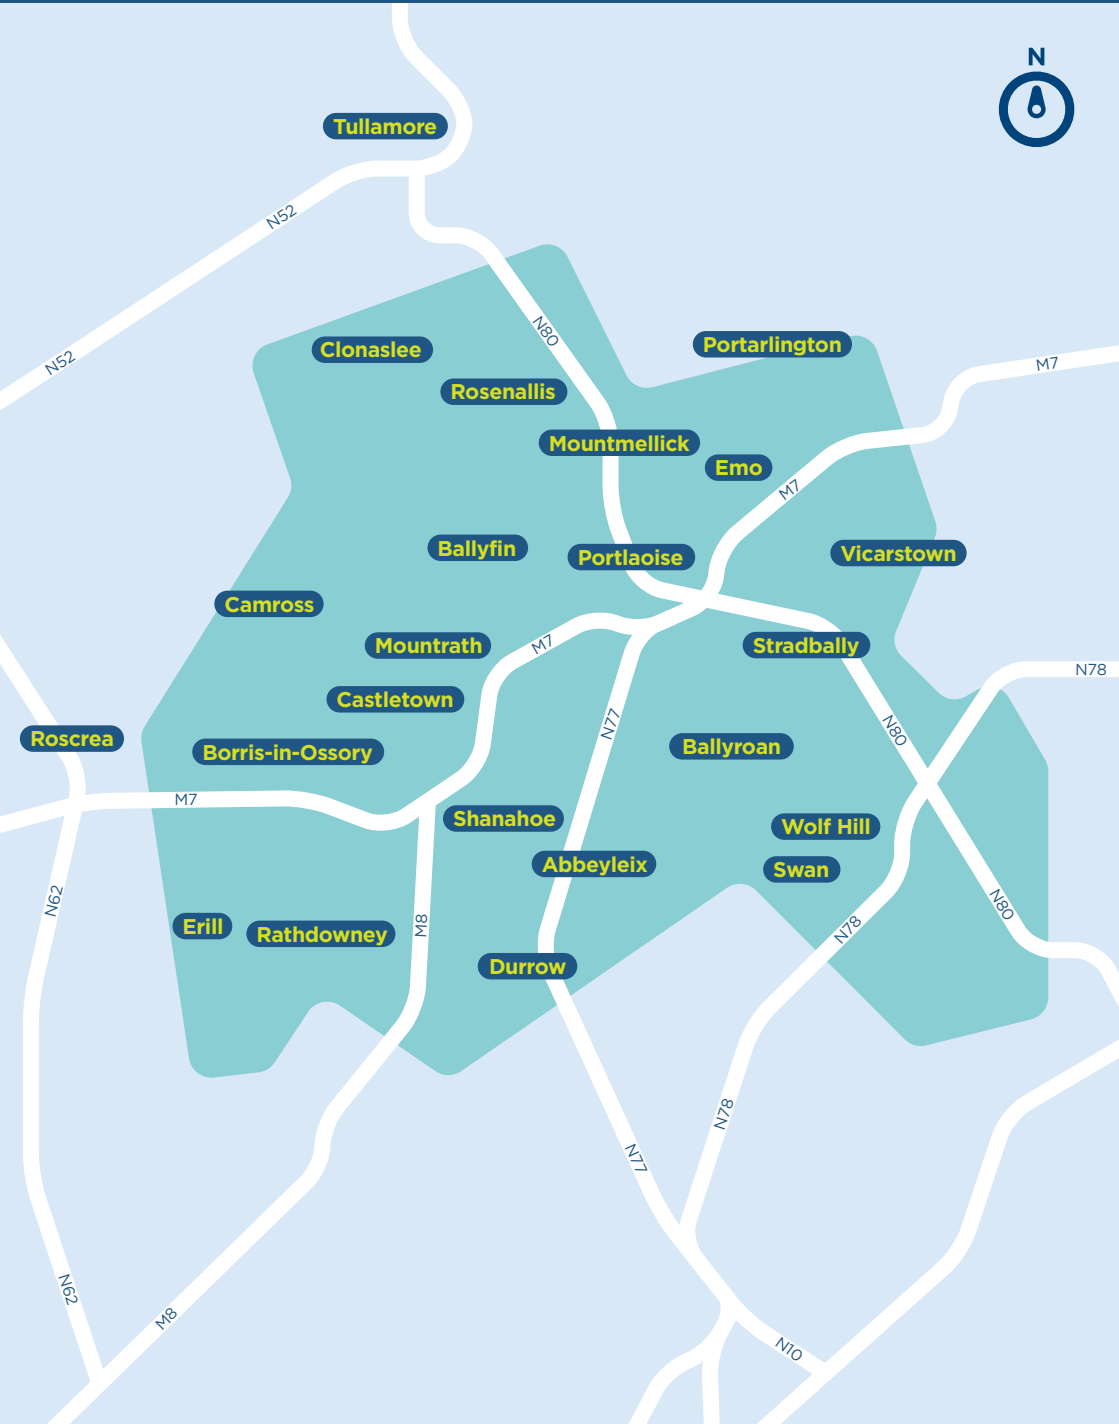 N
Tullamore
N52
N80
Clonaslee
Portarlington
N52
M7
Rosenallis
Mountmellick
Emo
M7
Ballyfin
Portlaoise
Vicarstown
Camross
Mountrath
M7
Stradbally
N78
Castletown
N77
N80
Roscrea
Borris-in-Ossory
Ballyroan
M7
Shanahoe
Wolf Hill
Abbeyleix
Swan
N62
N80
Erill
Rathdowney
M8
N78
Durrow
N78
N77
N62
M8
N10